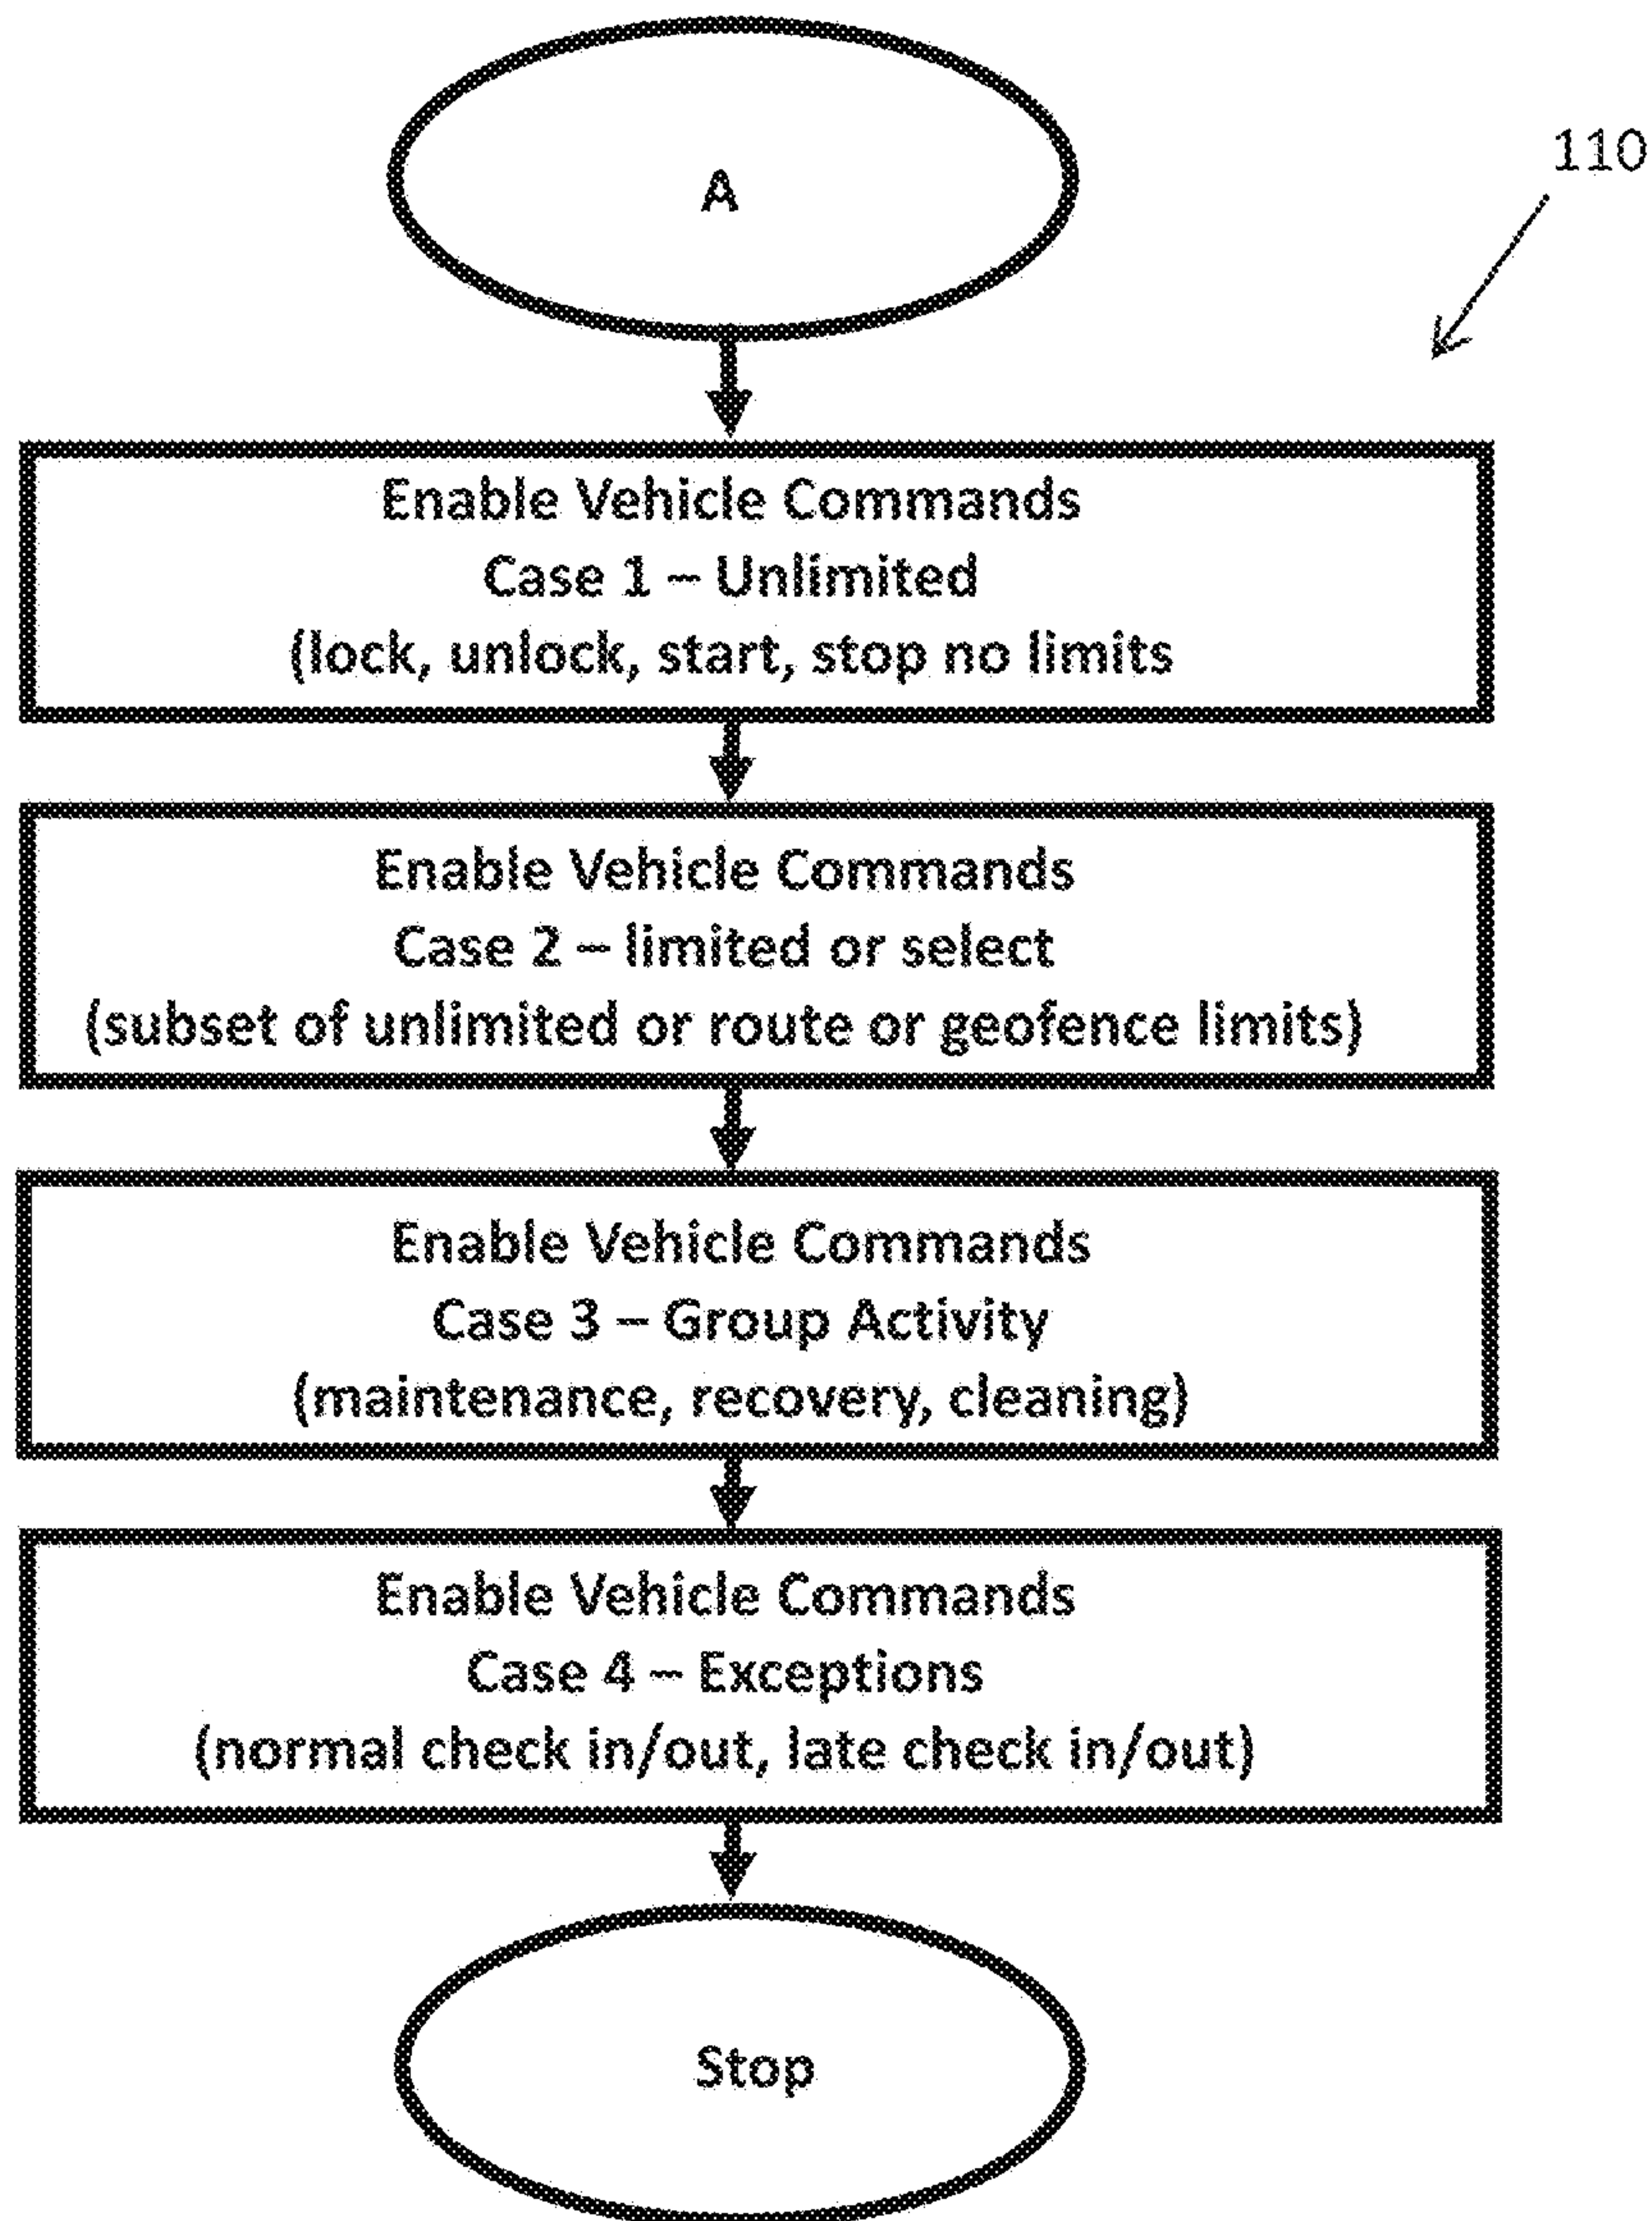 A
110
Enable Vehicle Commands
Case 1 – Unlimited
(lock, unlock, start, stop no limits
Enable Vehicle Commands
Case 2 – limited or select
(subset of unlimited or route or geofence limits)
Enable Vehicle Commands
Case 3 – Group Activity
(maintenance, recovery, cleaning)
Enable Vehicle Commands
Case 4 – Exceptions
(normal check in/out, late check in/out)
Stop